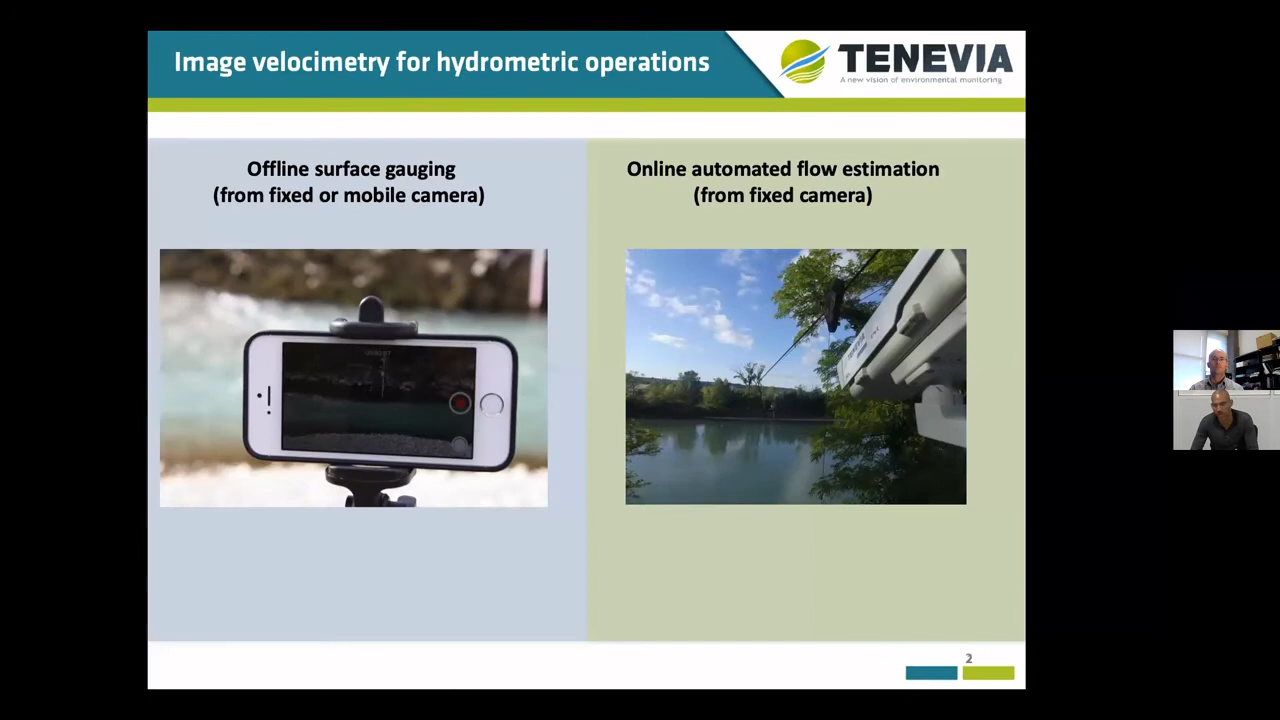 Image velocimetry for hydrometric operations
TENEVIA
A new vision of environmental monitoring
Offline surface gauging
(from fixed or mobile camera)
Online automated flow estimation
(from fixed camera)
TENEVIA
2